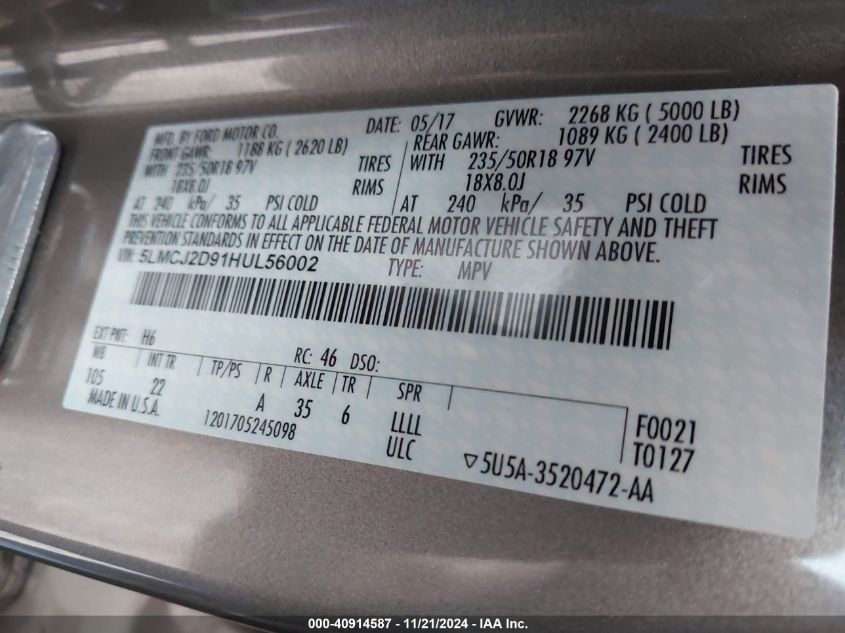 MFD. BY FORD MOTOR CO. DATE: 05/17 GVWR: 2268 KG ( 5000 LB)
FRONT GAWR: 1188 KG ( 2620 LB) REAR GAWR: 1089 KG ( 2400 LB)
WITH 235/50R18 97V TIRES WITH 235/50R18 97V TIRES
18X8.0J RIMS 18X8.0J RIMS
AT 240 kPa/ 35 PSI COLD AT 240 kPa/ 35 PSI COLD
THIS VEHICLE CONFORMS TO ALL APPLICABLE FEDERAL MOTOR VEHICLE SAFETY AND THEFT
PREVENTION STANDARDS IN EFFECT ON THE DATE OF MANUFACTURE SHOWN ABOVE.
VIN: 5LMCJ2D91HUL56002 TYPE: MPV
EXT PNT: H6 RC: 46 DSO:
WB INT TR TP/PS R AXLE TR SPR
105 22 A 35 6 LLLL F0021
MADE IN U.S.A. 1201705245098 ULC T0127
▽5U5A-3520472-AA
000-40914587 - 11/21/2024 - IAA Inc.